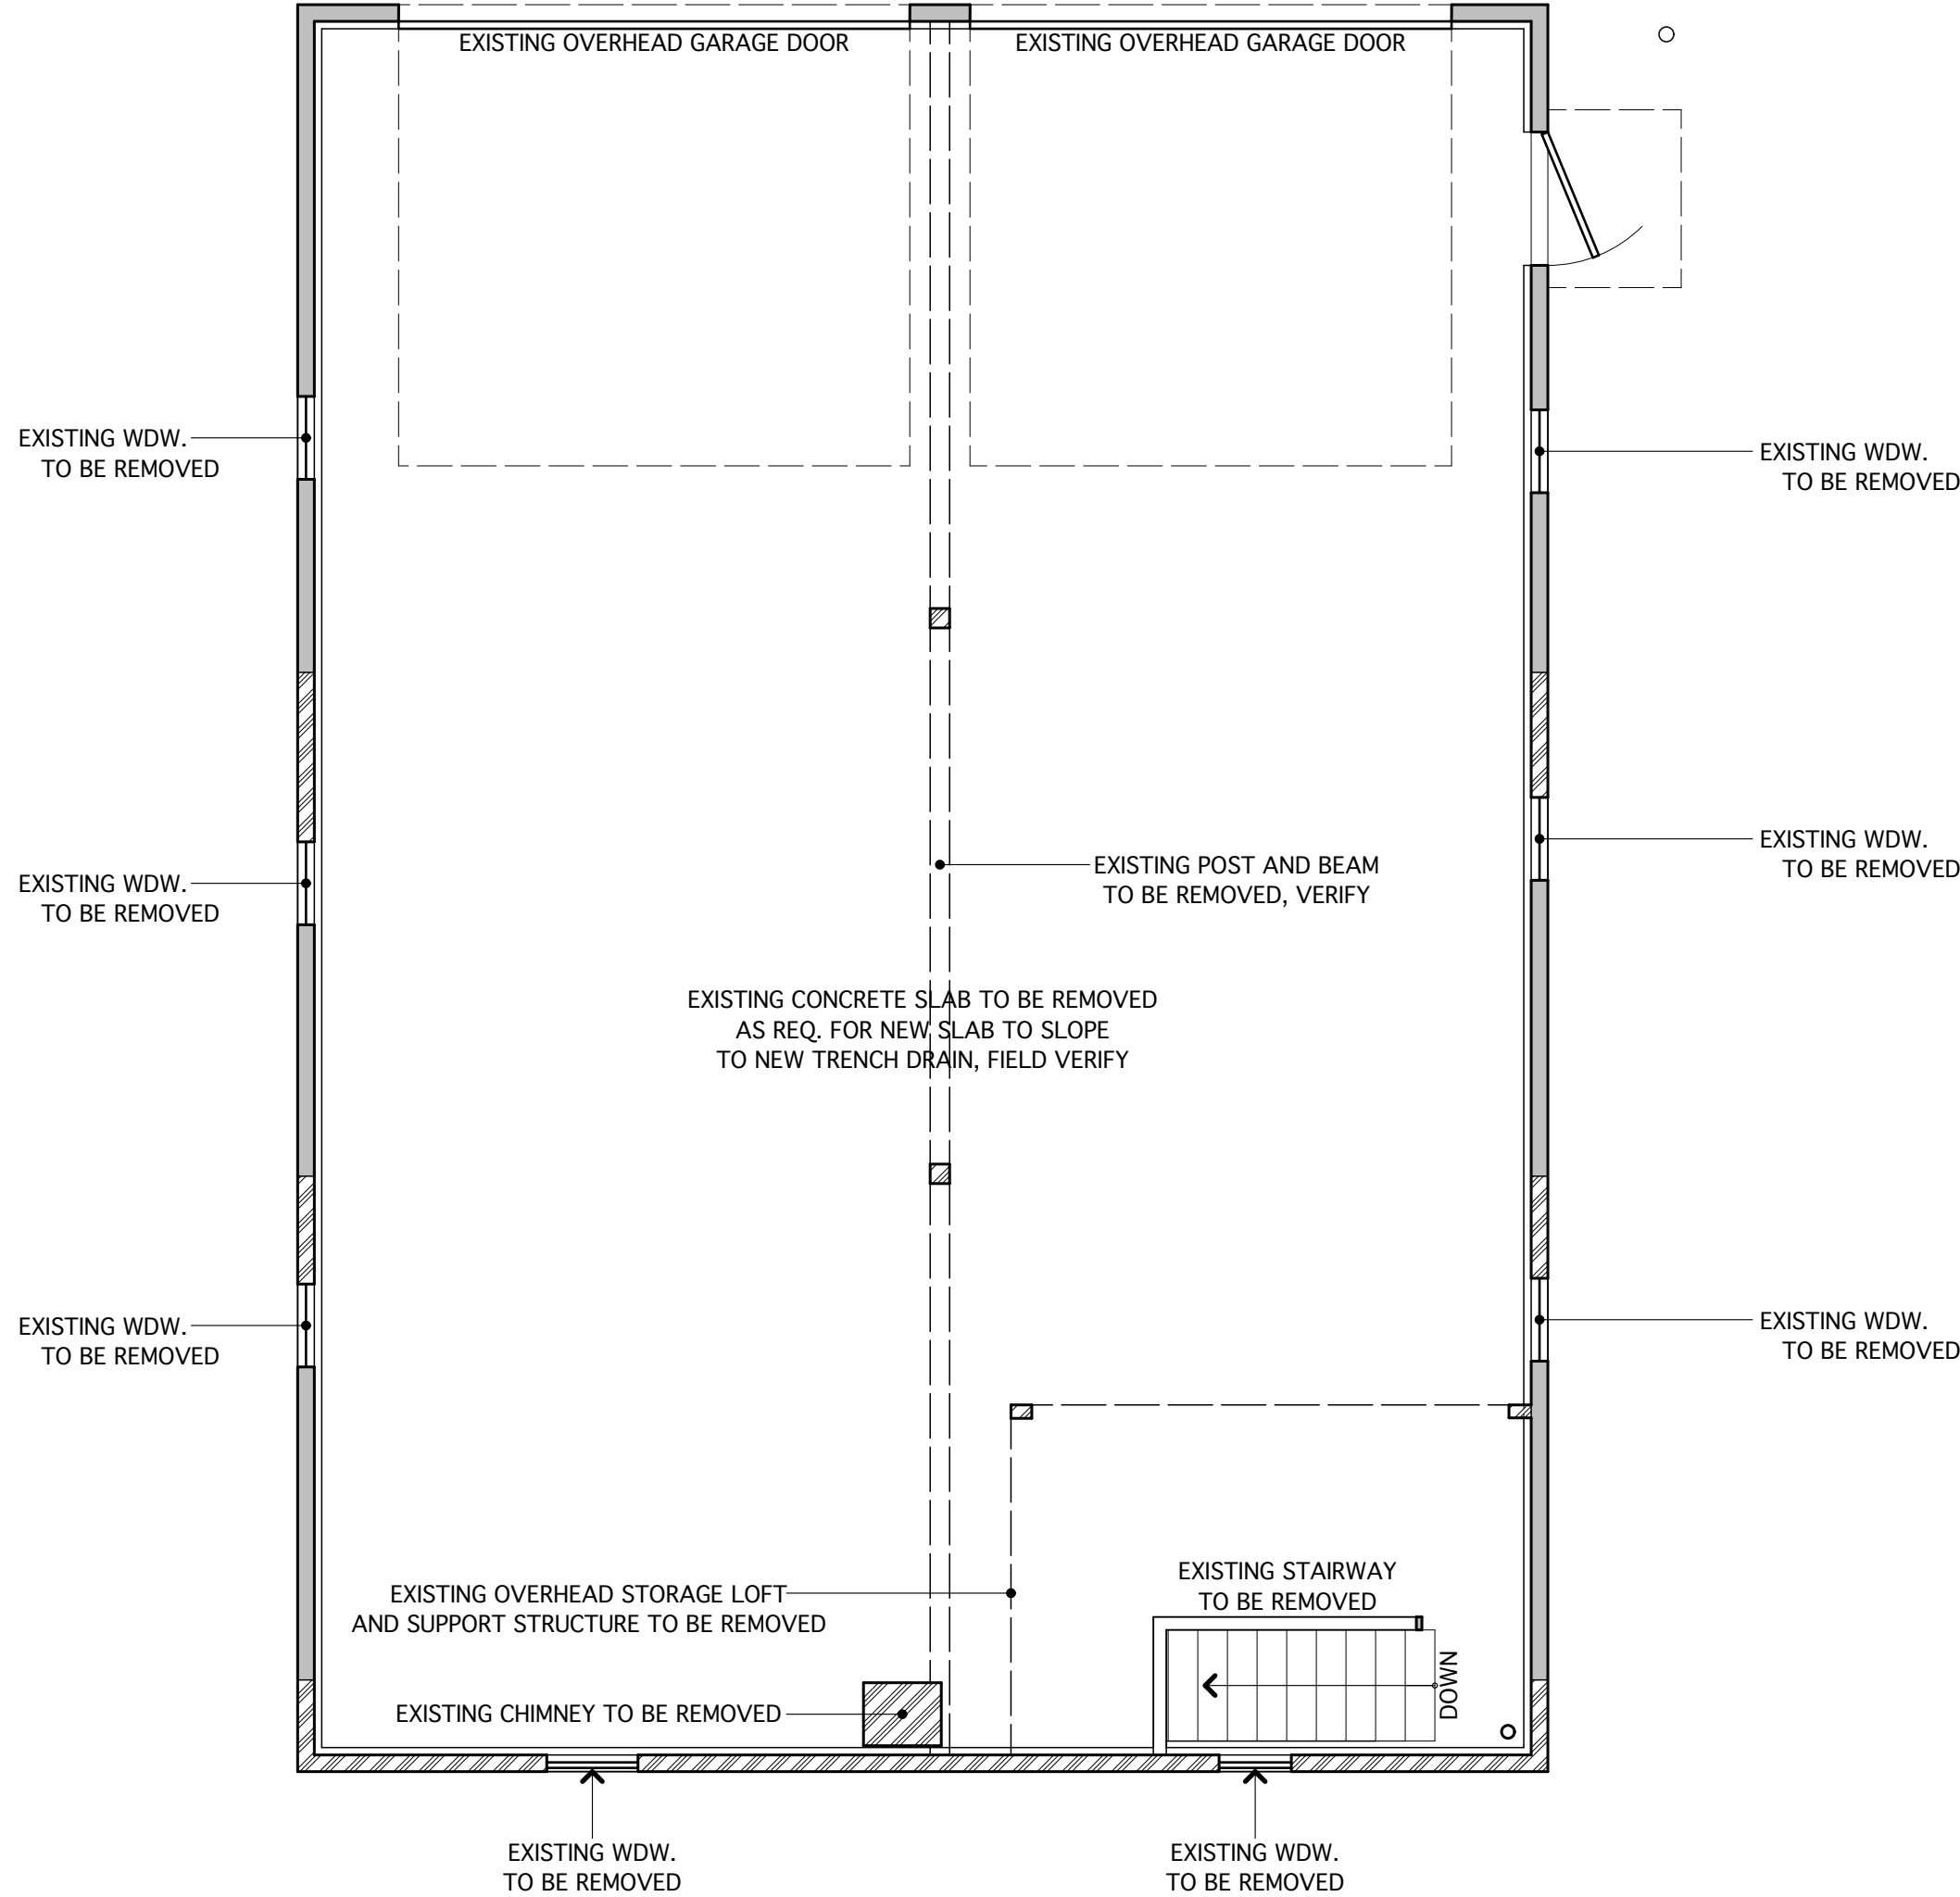 EXISTING OVERHEAD GARAGE DOOR
EXISTING OVERHEAD GARAGE DOOR
EXISTING WDW.
TO BE REMOVED
EXISTING WDW.
TO BE REMOVED
EXISTING WDW.
TO BE REMOVED
EXISTING POST AND BEAM
TO BE REMOVED, VERIFY
EXISTING WDW.
TO BE REMOVED
EXISTING CONCRETE SLAB TO BE REMOVED
AS REQ. FOR NEW SLAB TO SLOPE
TO NEW TRENCH DRAIN, FIELD VERIFY
EXISTING WDW.
TO BE REMOVED
EXISTING WDW.
TO BE REMOVED
EXISTING OVERHEAD STORAGE LOFT
AND SUPPORT STRUCTURE TO BE REMOVED
EXISTING STAIRWAY
TO BE REMOVED
DOWN
EXISTING CHIMNEY TO BE REMOVED
EXISTING WDW.
TO BE REMOVED
EXISTING WDW.
TO BE REMOVED